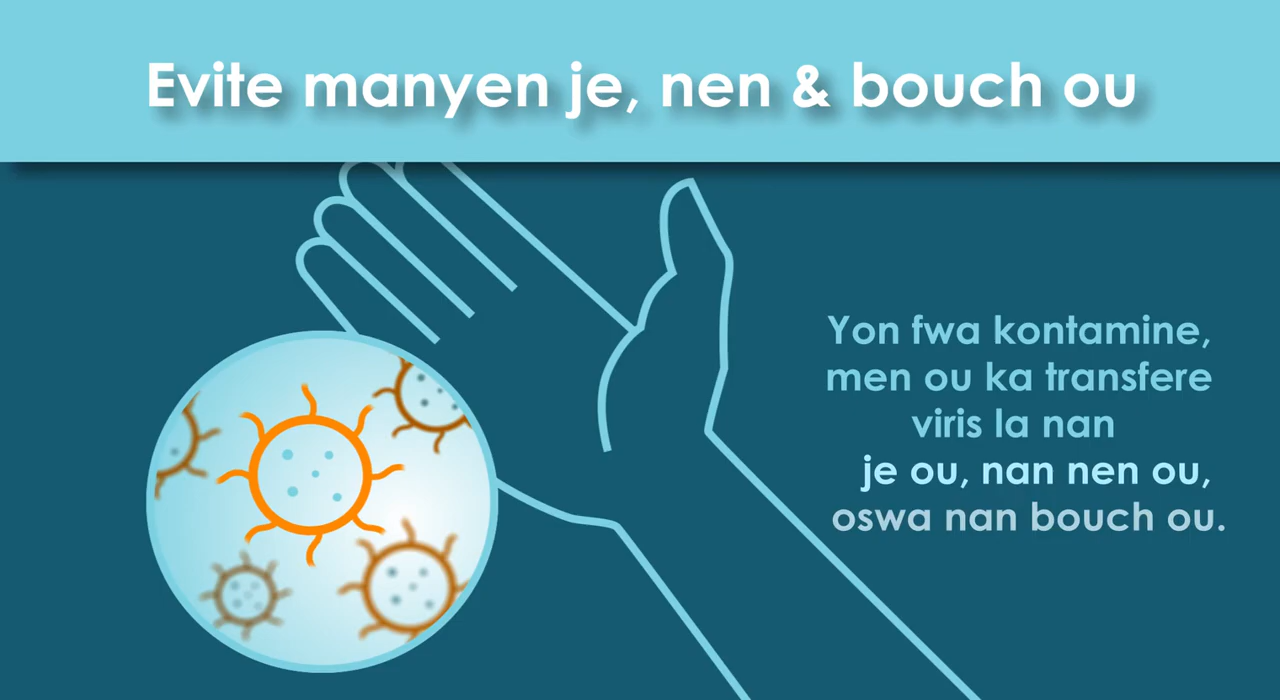 Evite manyen je, nen & bouch ou
Yon fwa kontamine,
men ou ka transfere
viris la nan
je ou, nan nen ou,
oswa nan bouch ou.